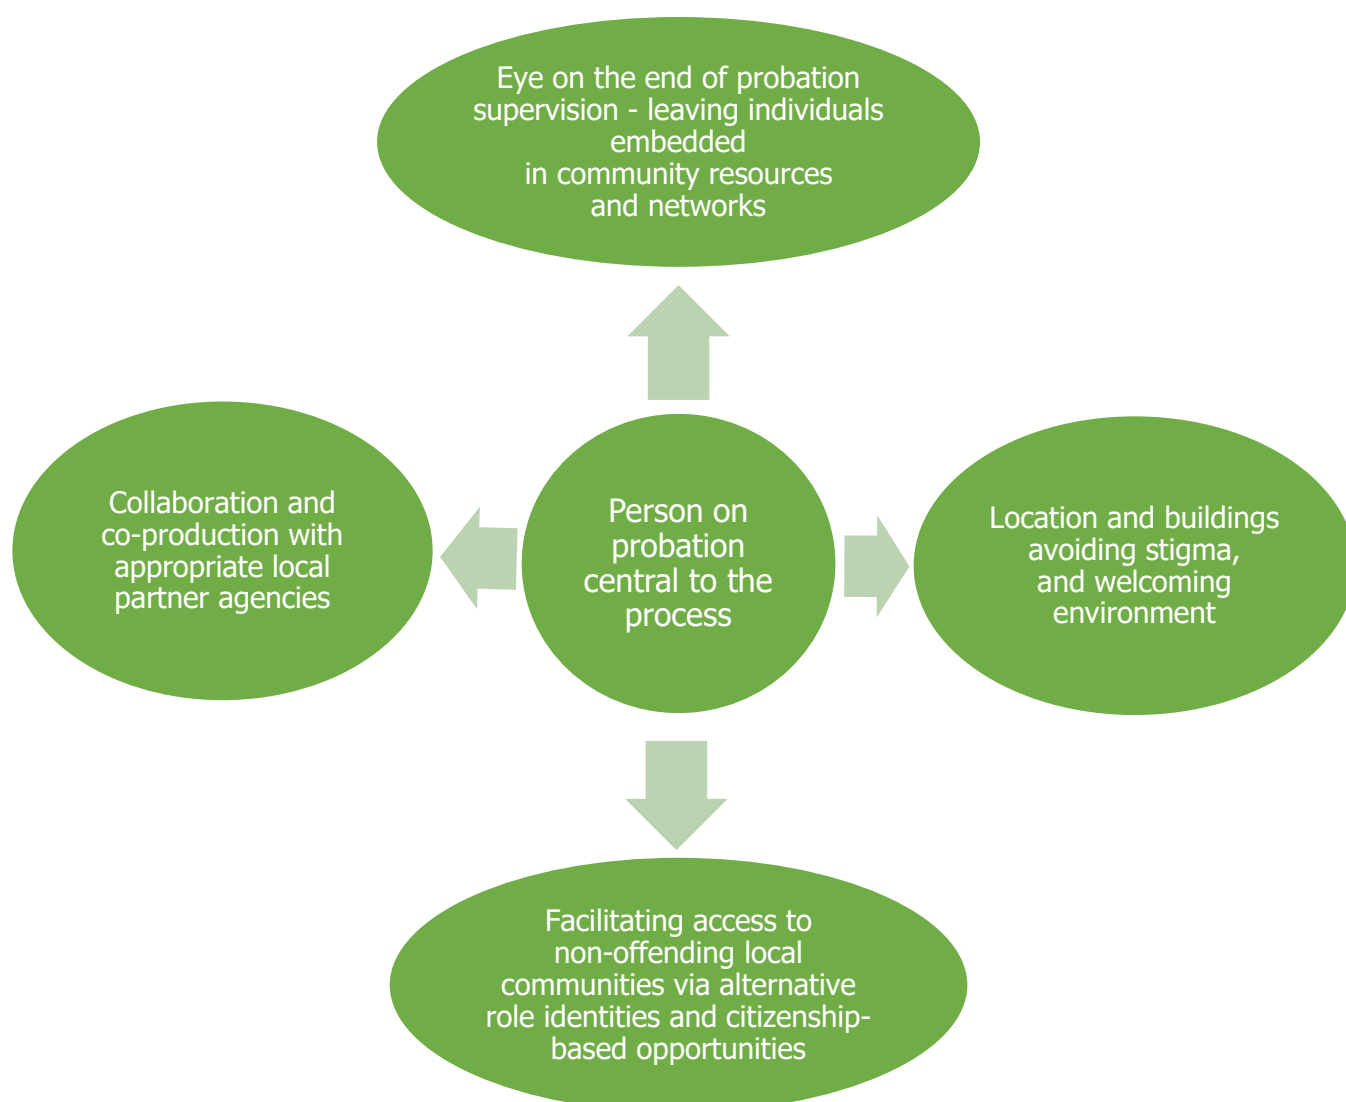 Eye on the end of probation
supervision - leaving individuals
embedded
in community resources
and networks
Collaboration and
co-production with
appropriate local
partner agencies
Person on
probation
central to the
process
Location and buildings
avoiding stigma,
and welcoming
environment
Facilitating access to
non-offending local
communities via alternative
role identities and citizenship-
based opportunities